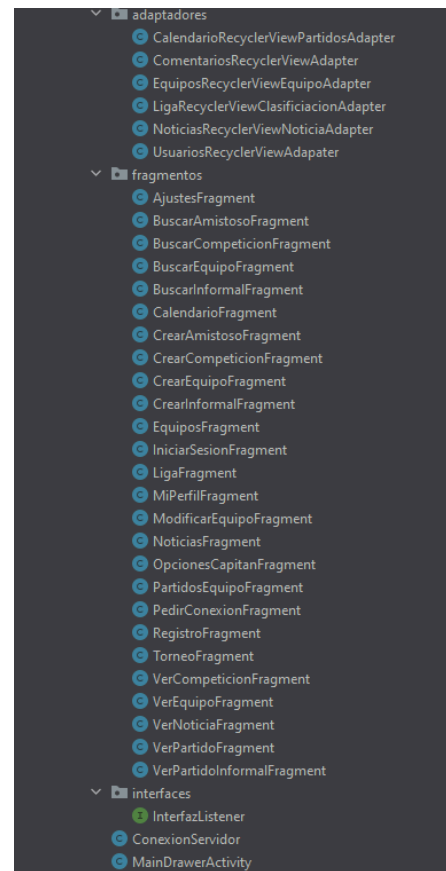 adaptadores
CalendarioRecyclerViewPartidosAdapter
ComentariosRecyclerViewAdapter
EquiposRecyclerViewEquipoAdapter
LigaRecyclerViewClasificiacionAdapter
NoticiasRecyclerViewNoticiaAdapter
UsuariosRecyclerViewAdapater
fragmentos
AjustesFragment
BuscarAmistosoFragment
BuscarCompeticionFragment
BuscarEquipoFragment
BuscarInformalFragment
CalendarioFragment
CrearAmistosoFragment
CrearCompeticionFragment
CrearEquipoFragment
CrearInformalFragment
EquiposFragment
IniciarSesionFragment
LigaFragment
MiPerfilFragment
ModificarEquipoFragment
NoticiasFragment
OpcionesCapitanFragment
PartidosEquipoFragment
PedirConexionFragment
RegistroFragment
TorneoFragment
VerCompeticionFragment
VerEquipoFragment
VerNoticiaFragment
VerPartidoFragment
VerPartidoInformalFragment
interfaces
InterfazListener
ConexionServidor
MainDrawerActivity